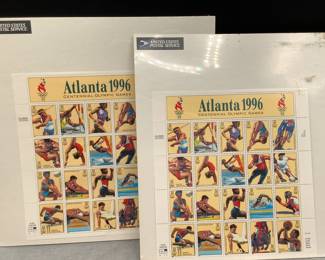 UNITED STATES
POSTAL SERVICE
Atlanta 1996
CENTENNIAL OLYMPIC GAMES
UNITED STATES
POSTAL SERVICE
Atlanta 1996
CENTENNIAL OLYMPIC GAMES